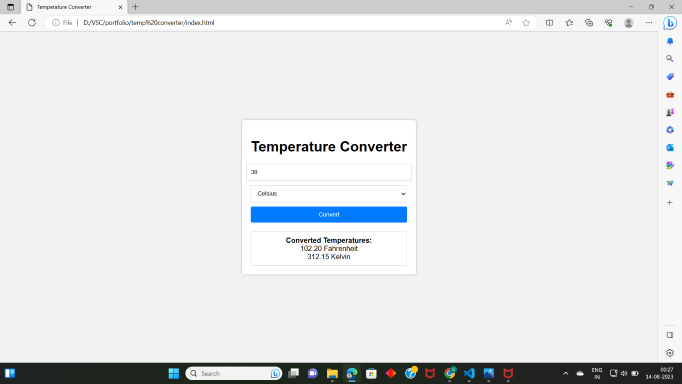 Temperature Converter
File
D:/VSC/portfolio/temp%20converter/index.html
Temperature Converter
39
Celsius
Convert
Converted Temperatures:
102.20 Fahrenheit
312.15 Kelvin
Search
ENG
IN
00:27
14-08-2023